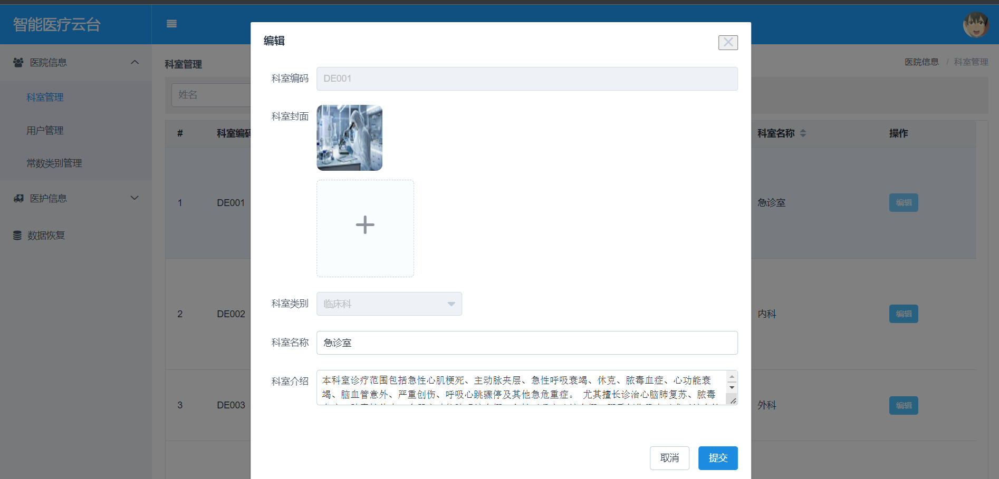 智能医疗云台
医院信息
科室管理
用户管理
常数类别管理
医护信息
数据恢复
科室管理
医院信息 / 科室管理
姓名
# 科室编码 科室名称 操作
1 DE001 急诊室 编辑
2 DE002 内科 编辑
3 DE003 外科 编辑
编辑
科室编码 DE001
科室封面
科室类别 临床科
科室名称 急诊室
科室介绍 本科室诊疗范围包括急性心肌梗死、主动脉夹层、急性呼吸衰竭、休克、脓毒血症、心功能衰
竭、脑血管意外、严重创伤、呼吸心跳骤停及其他急危重症。 尤其擅长诊治心脑肺复苏、脓毒
取消 提交